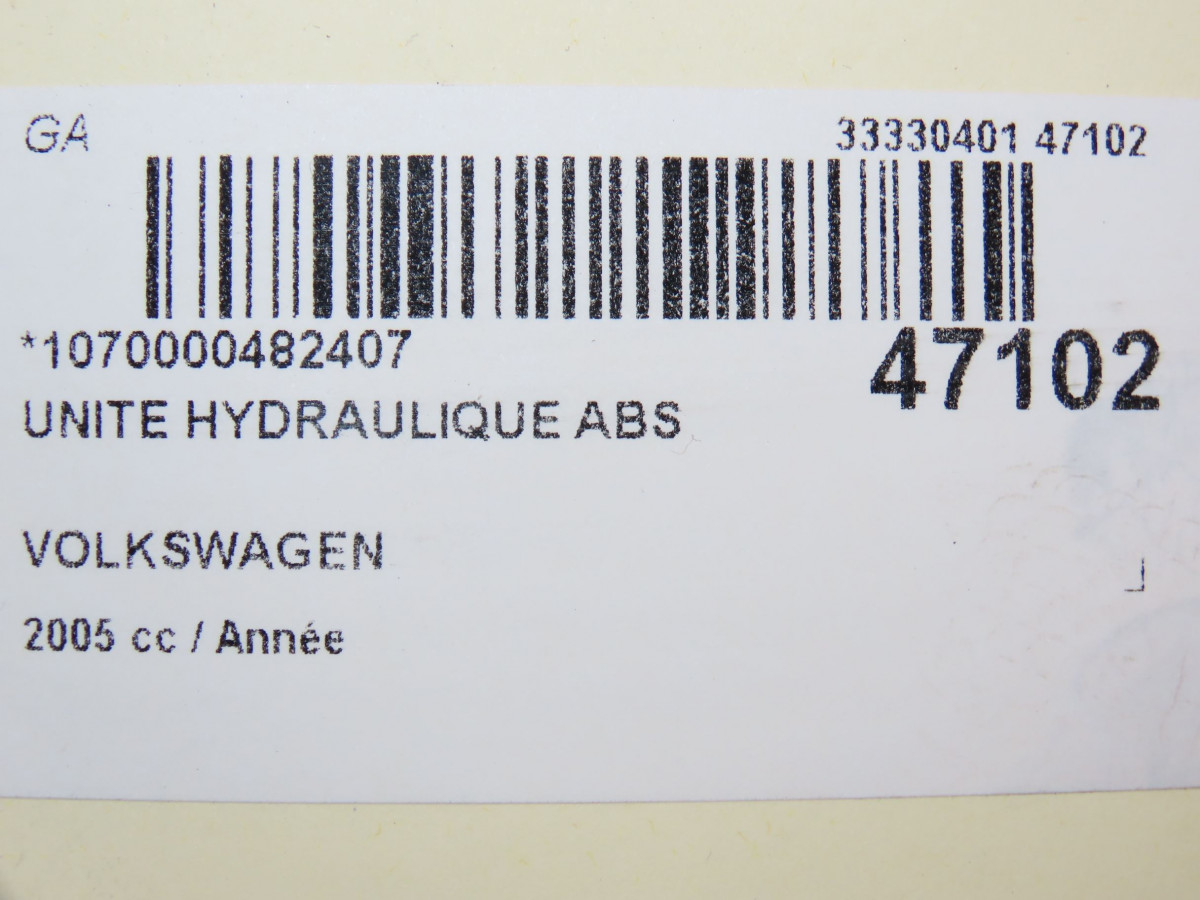 GA
33330401 47102
*1070000482407
47102
UNITE HYDRAULIQUE ABS
VOLKSWAGEN
2005 cc / Année